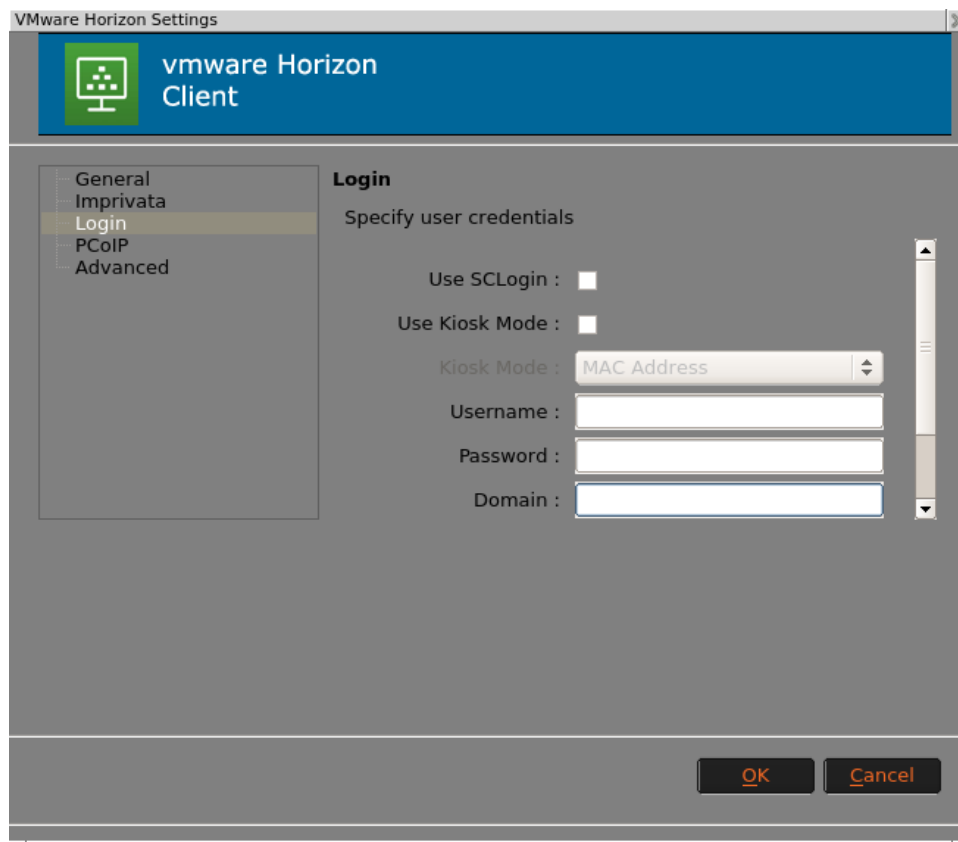 VMware Horizon Settings
vmware Horizon
Client
General
Imprivata
Login
PCoIP
Advanced
Login
Specify user credentials
Use SCLogin :
Use Kiosk Mode :
Kiosk Mode : MAC Address
Username :
Password :
Domain :
OK Cancel